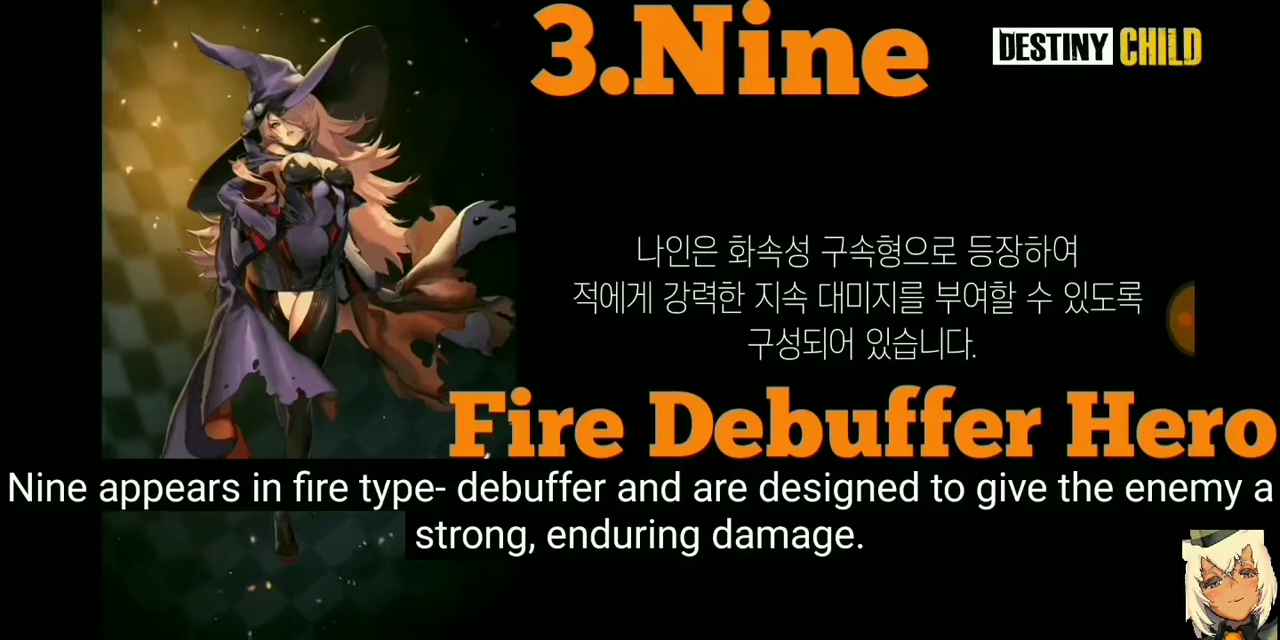 3.Nine
DESTINY CHILD
나인은 화속성 구속형으로 등장하여
적에게 강력한 지속 대미지를 부여할 수 있도록
구성되어 있습니다.
Fire Debuffer Hero
Nine appears in fire type- debuffer and are designed to give the enemy a
strong, enduring damage.